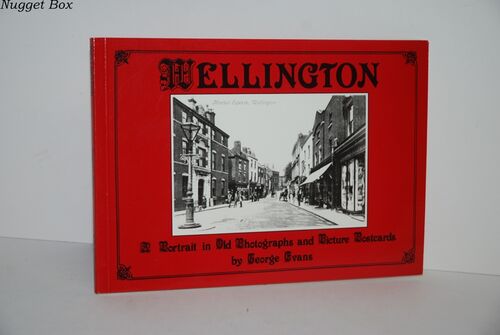 Nugget Box
WELLINGTON
Market Square, Wellington
A Portrait in Old Photographs and Picture Postcards
by George Evans